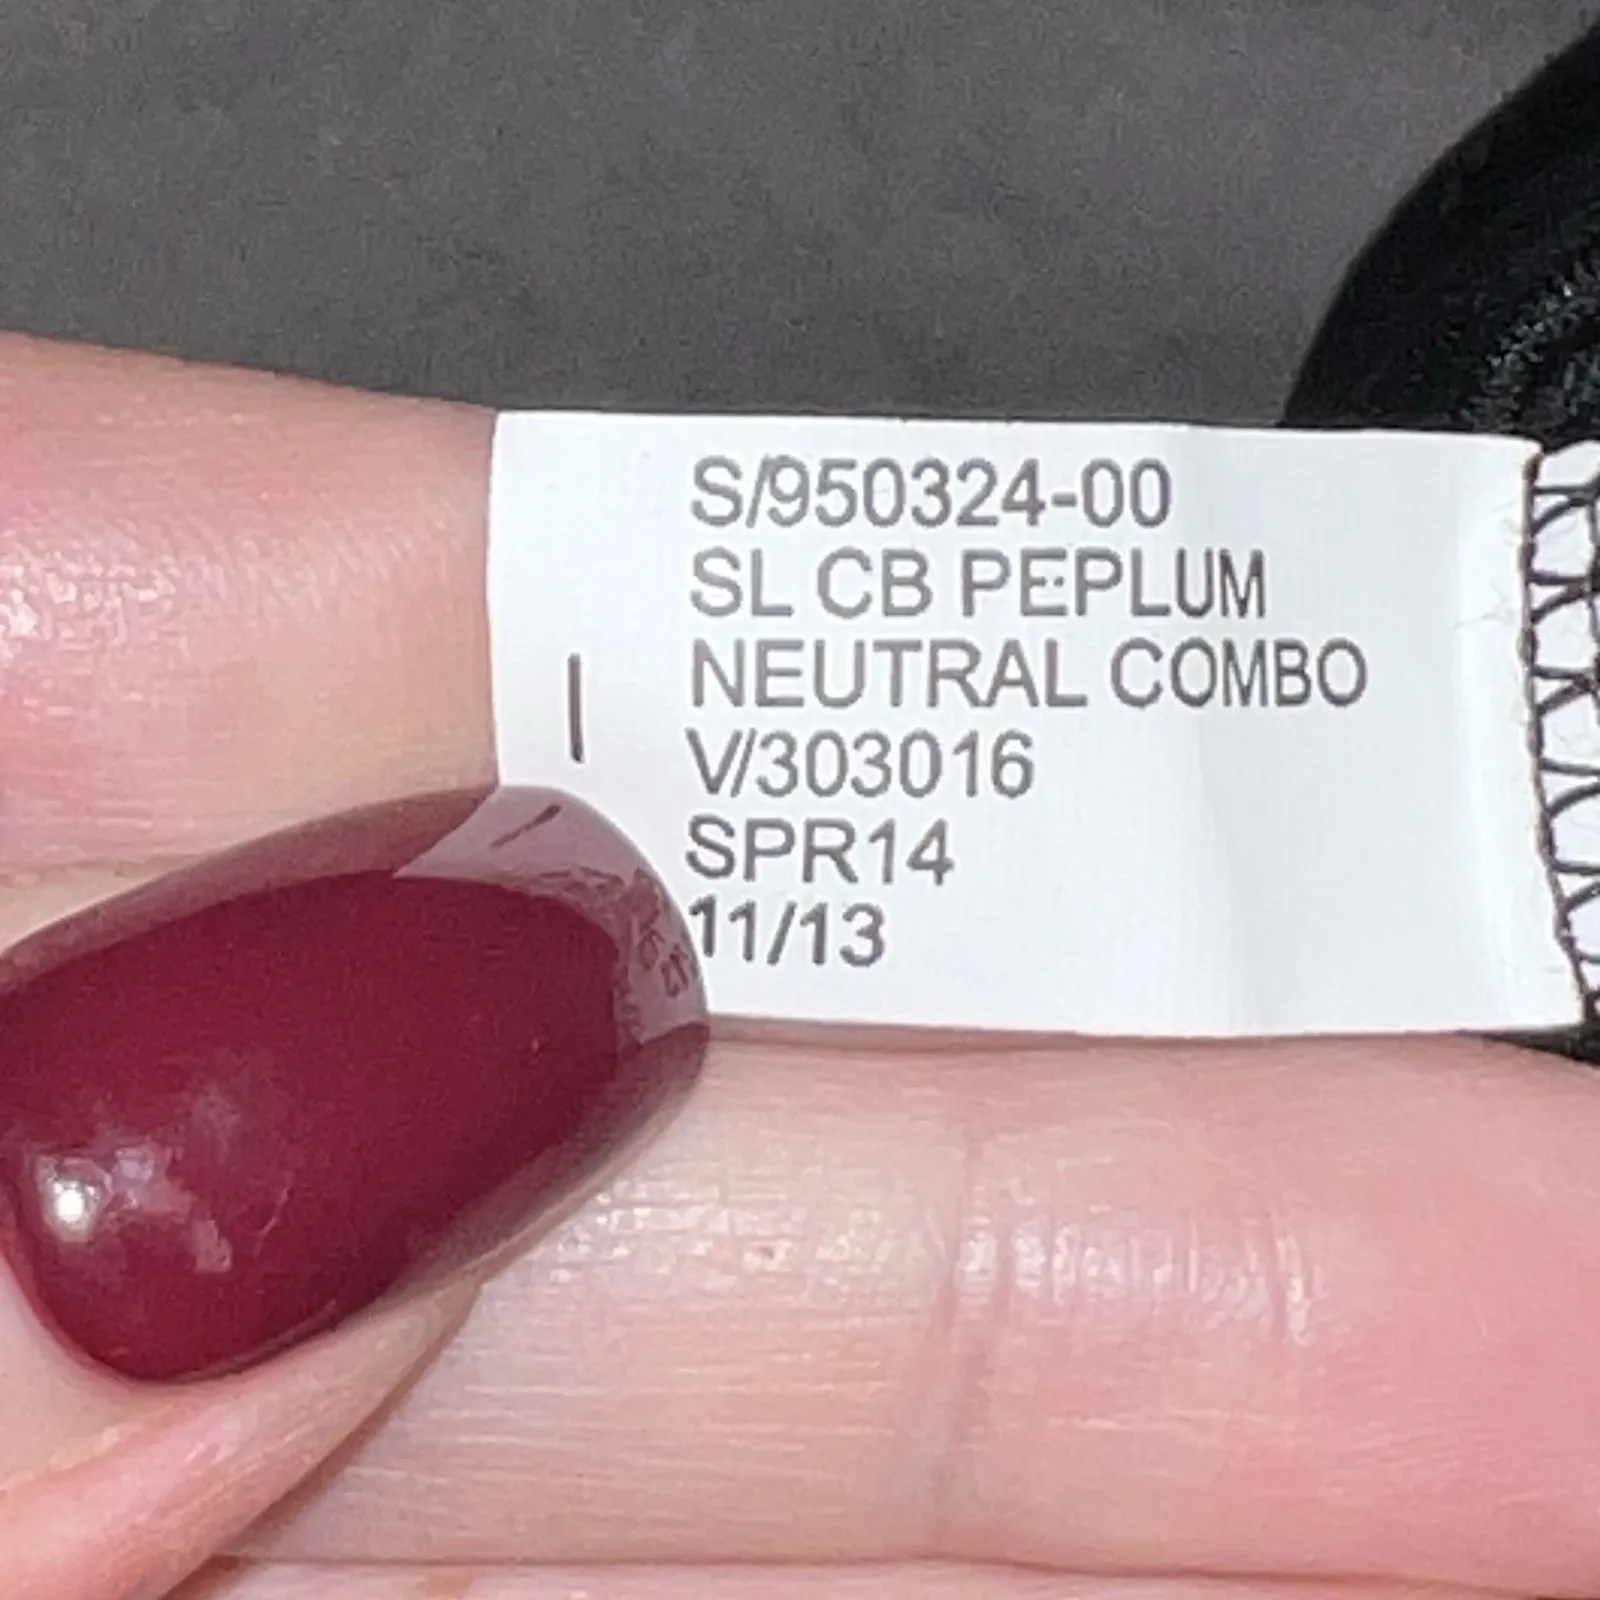 S/950324-00
SL CB PEPLUM
NEUTRAL COMBO
V/303016
SPR14
11/13